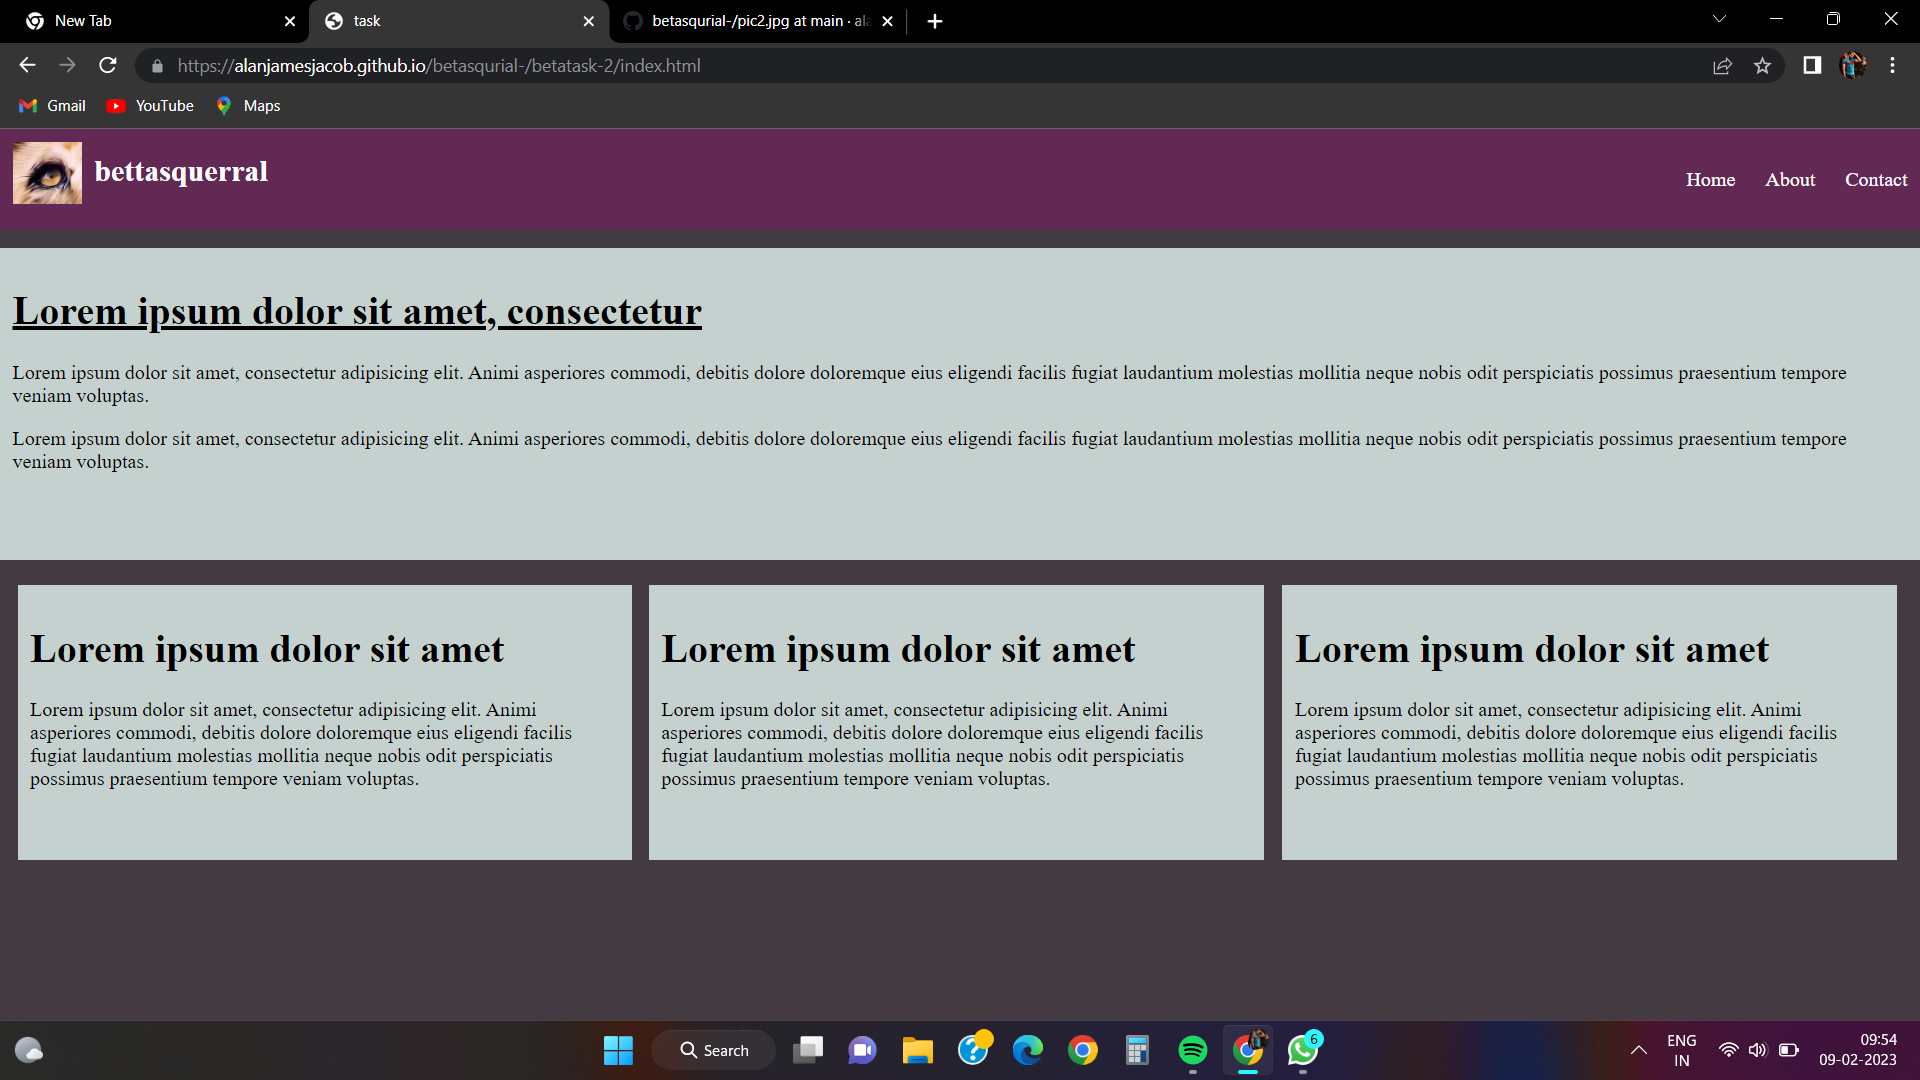 New Tab
task
betasqurial-/pic2.jpg at main · ala
https://alanjamesjacob.github.io/betasqurial-/betatask-2/index.html
Gmail
YouTube
Maps
bettasquerral
Home
About
Contact
Lorem ipsum dolor sit amet, consectetur
Lorem ipsum dolor sit amet, consectetur adipisicing elit. Animi asperiores commodi, debitis dolore doloremque eius eligendi facilis fugiat laudantium molestias mollitia neque nobis odit perspiciatis possimus praesentium tempore
veniam voluptas.
Lorem ipsum dolor sit amet, consectetur adipisicing elit. Animi asperiores commodi, debitis dolore doloremque eius eligendi facilis fugiat laudantium molestias mollitia neque nobis odit perspiciatis possimus praesentium tempore
veniam voluptas.
Lorem ipsum dolor sit amet
Lorem ipsum dolor sit amet, consectetur adipisicing elit. Animi
asperiores commodi, debitis dolore doloremque eius eligendi facilis
fugiat laudantium molestias mollitia neque nobis odit perspiciatis
possimus praesentium tempore veniam voluptas.
Lorem ipsum dolor sit amet
Lorem ipsum dolor sit amet, consectetur adipisicing elit. Animi
asperiores commodi, debitis dolore doloremque eius eligendi facilis
fugiat laudantium molestias mollitia neque nobis odit perspiciatis
possimus praesentium tempore veniam voluptas.
Lorem ipsum dolor sit amet
Lorem ipsum dolor sit amet, consectetur adipisicing elit. Animi
asperiores commodi, debitis dolore doloremque eius eligendi facilis
fugiat laudantium molestias mollitia neque nobis odit perspiciatis
possimus praesentium tempore veniam voluptas.
Search
6
ENG
IN
09:54
09-02-2023